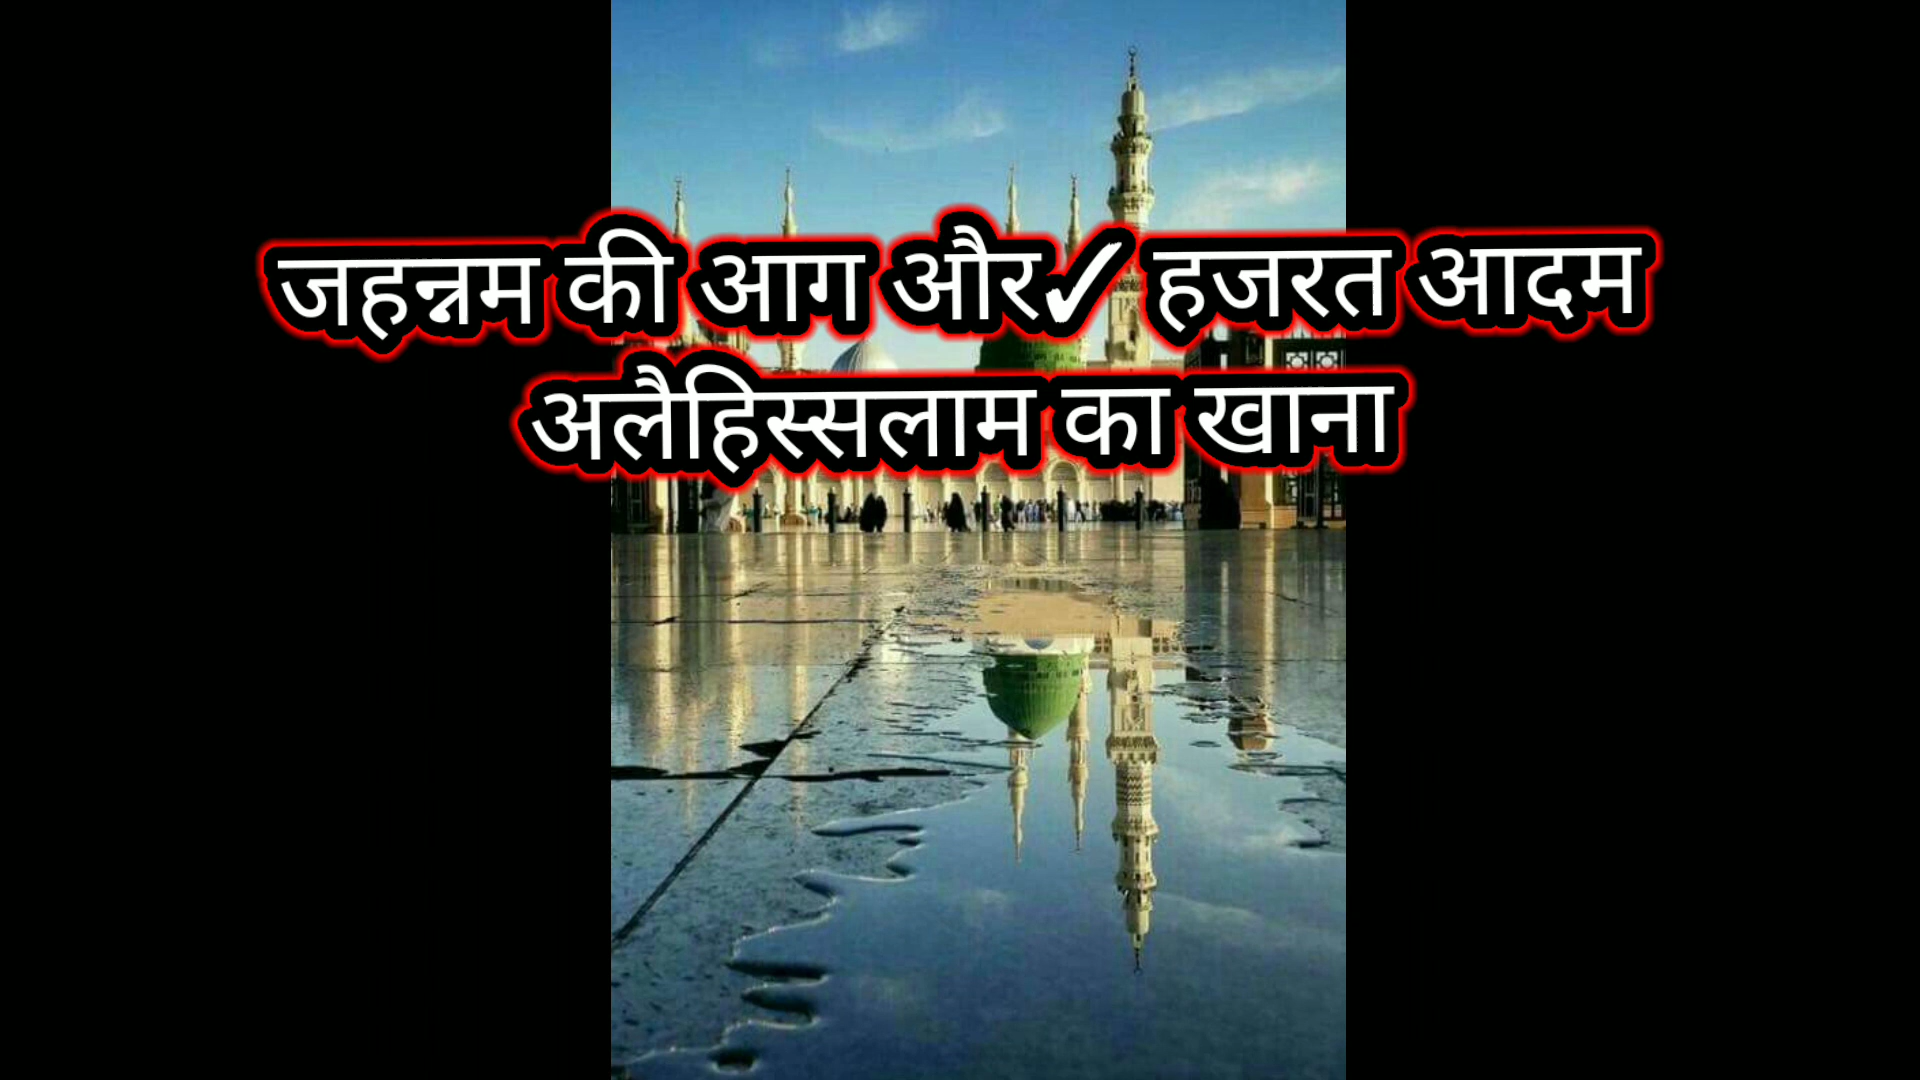 जहन्नम की आग और✓ हजरत आदम
अलैहिस्सलाम का खाना